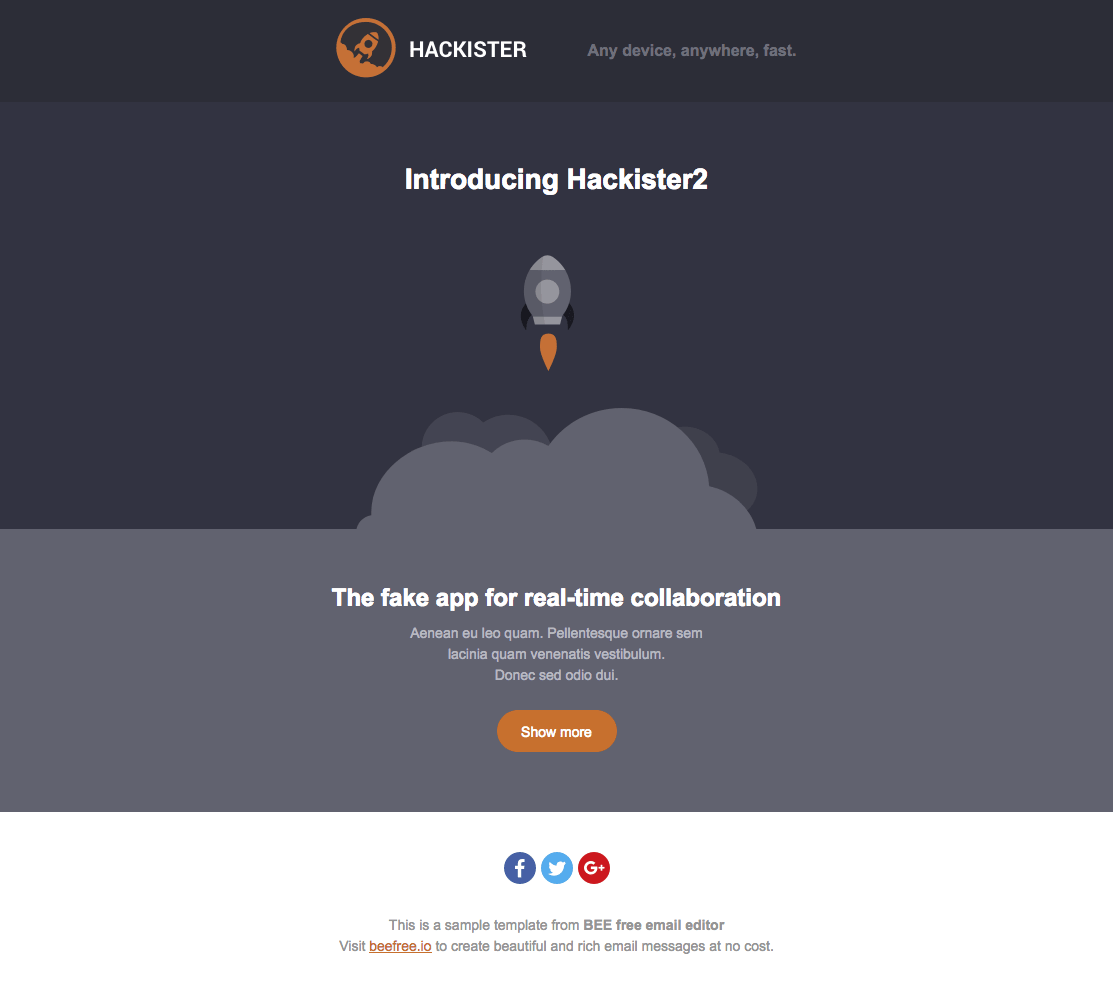 HACKISTER
Any device, anywhere, fast.
Introducing Hackister2
The fake app for real-time collaboration
Aenean eu leo quam. Pellentesque ornare sem
lacinia quam venenatis vestibulum.
Donec sed odio dui.
Show more
This is a sample template from BEE free email editor
Visit beefree.io to create beautiful and rich email messages at no cost.